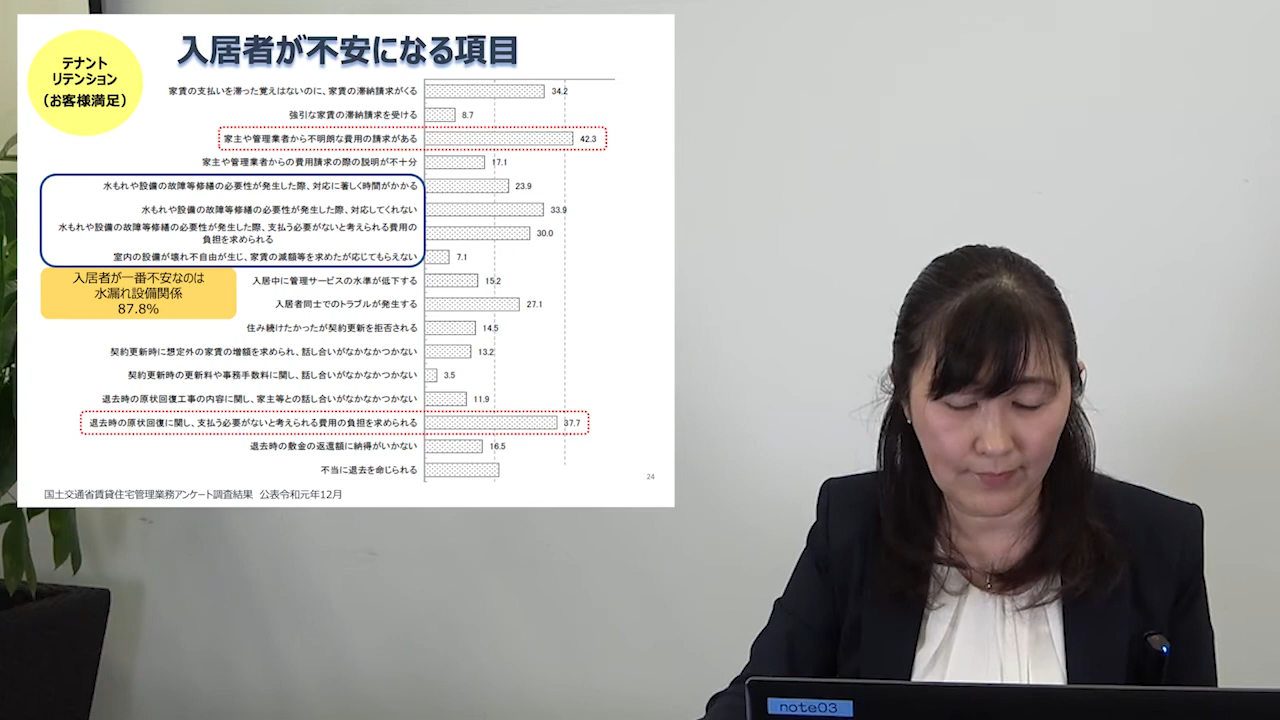 テナント
リテンション
(お客様満足)
入居者が不安になる項目
家賃の支払いを滞った覚えはないのに、家賃の滞納請求がくる 34.2
強引な家賃の滞納請求を受ける 8.7
家主や管理業者から不明朗な費用の請求がある 42.3
家主や管理業者からの費用請求の際の説明が不十分 17.1
水もれや設備の故障等修繕の必要性が発生した際、対応に著しく時間がかかる 23.9
水もれや設備の故障等修繕の必要性が発生した際、対応してくれない 33.9
水もれや設備の故障等修繕の必要性が発生した際、支払う必要がないと考えられる費用の
負担を求められる 30.0
室内の設備が壊れ不自由が生じ、家賃の減額等を求めたが応じてもらえない 7.1
入居者が一番不安なのは
水漏れ設備関係
87.8%
入居中に管理サービスの水準が低下する 15.2
入居者同士でのトラブルが発生する 27.1
住み続けたかったが契約更新を拒否される 14.5
契約更新時に想定外の家賃の増額を求められ、話し合いがなかなかつかない 13.2
契約更新時の更新料や事務手数料に関し、話し合いがなかなかつかない 3.5
退去時の原状回復工事の内容に関し、家主等との話し合いがなかなかつかない 11.9
退去時の原状回復に関し、支払う必要がないと考えられる費用の負担を求められる 37.7
退去時の敷金の返還額に納得がいかない 16.5
不当に退去を命じられる
24
国土交通省賃貸住宅管理業務アンケート調査結果 公表令和元年12月
note03